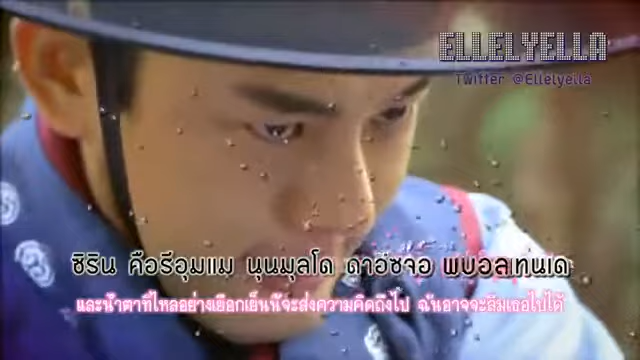 ELLELYELLA
Twitter @Ellelyella
ชิริน คือรีอุมแม นุนมุลโด ดาอิซจอ พบอลเทนเด
และน้ำตาที่ไหลอย่างเยือกเย็นนี้จะส่งความคิดถึงไป ฉันอาจจะลืมเธอไปได้